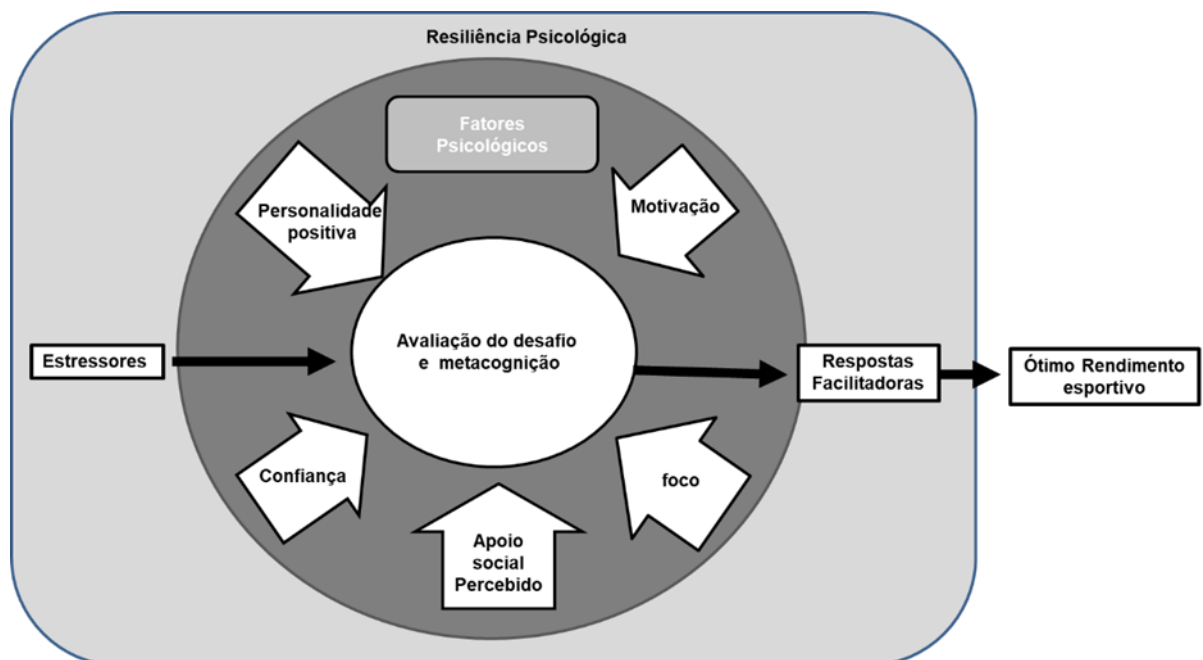 Resiliência Psicológica
Fatores
Psicológicos
Personalidade
positiva
Motivação
Avaliação do desafio
e metacognição
Estressores
Respostas
Facilitadoras
Ótimo Rendimento
esportivo
Confiança
foco
Apoio
social
Percebido